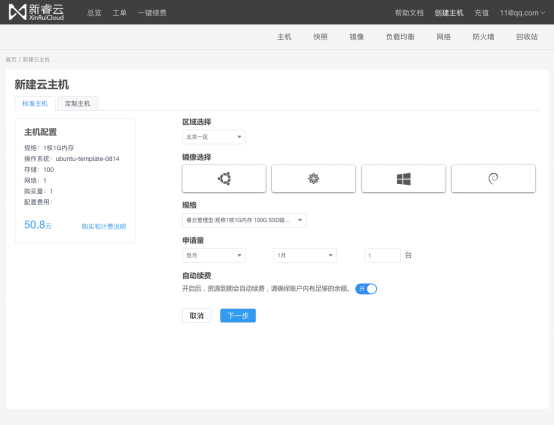 新睿云
XinRuiCloud
总览 工单 一键续费
帮助文档 创建主机 充值 11@qq.com
主机 快照 镜像 负载均衡 网络 防火墙 回收站
首页 / 新建云主机
新建云主机
标准主机 定制主机
主机配置
规格: 1核1G内存
操作系统: ubuntu-template-0814
存储: 100
网络: 1
购买量: 1
配置费用:
50.8元 购买和计费说明
区域选择
北京一区
镜像选择
规格
睿云管理型:规格1核1G内存 100G SSD磁...
申请量
包月 1月 1 台
自动续费
开启后，资源到期会自动续费，请确保账户内有足够的余额。 开
取消 下一步